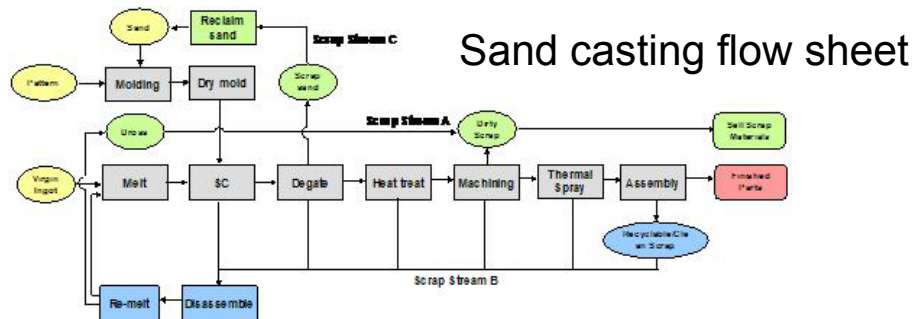 Sand casting flow sheet
Sand
Reclaim
sand
Scrap Stream C
Pattern
Molding
Dry mold
Scrap
sand
Dross
Scrap Stream A
Dirty
Scrap
Sell Scrap
Materials
Virgin
Ingot
Melt
SC
Degate
Heat treat
Machining
Thermal
Spray
Assembly
Finished
Parts
Recyclable/Cle
an Scrap
Scrap Stream B
Re-melt
Disassemble